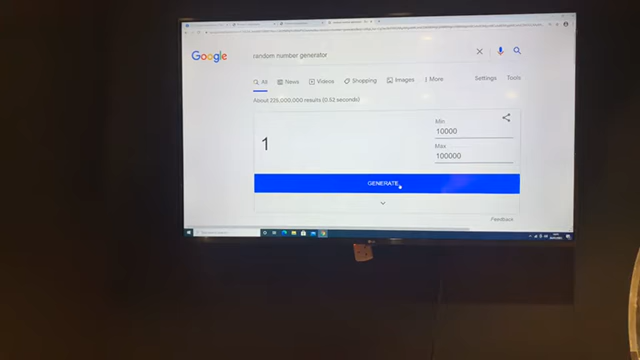 Google
random number generator
All News Videos Shopping Images More Settings Tools
About 225,000,000 results (0.52 seconds)
Min
10000
1
Max
100000
GENERATE
Feedback
LG